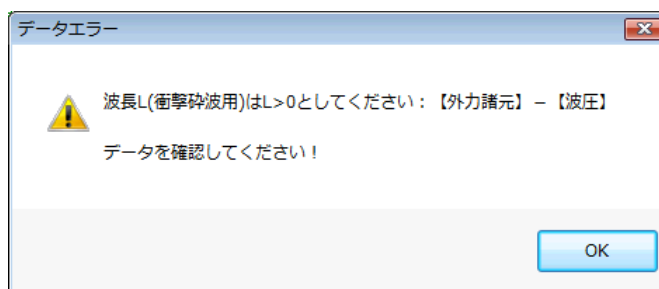 データエラー
波長L(衝撃砕波用)はL>0としてください：【外力諸元】－【波圧】
データを確認してください！
OK